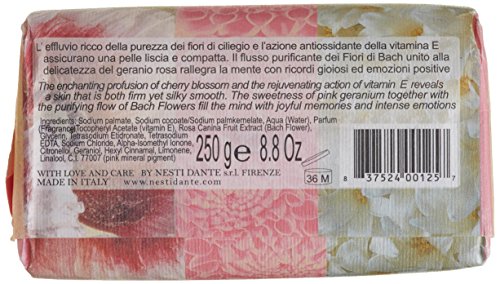 L' effluvio ricco della purezza dei fiori di ciliegio e l'azione antiossidante della vitamina E
assicurano una pelle liscia e compatta. Il flusso purificante dei Fiori di Bach unito alla
delicatezza del geranio rosa rallegra la mente con ricordi gioiosi ed emozioni positive
The enchanting profusion of cherry blossom and the rejuvenating action of vitamin E reveals
a skin that is both firm yet silky smooth. The sweetness of pink geranium together with
the purifying flow of Bach Flowers fill the mind with joyful memories and intense emotions
Ingredients: Sodium palmate, Sodium cocoate/Sodium palmkernelate, Aqua (Water), Parfum
(Fragrance)Tocophpheryl Acetate (vitamin E), Rosa Canina Fruit Extract (Bach Flower),
Glycerin, Tetrasodium Etidronate, Tetrasodium
EDTA, Sodium Chloride, Alpha-Isomethyl Ionone,
Citronellol, Geraniol, Hexyl Cinnamal, Limonene,
Linalool, C.I. 77007 (pink mineral pigment)
250 g e 8.8 Oz
WITH LOVE AND CARE BY NESTI DANTE s.r.l. FIRENZE
MADE IN ITALY www.nestidante.com
36 M
8 37524 00125 7